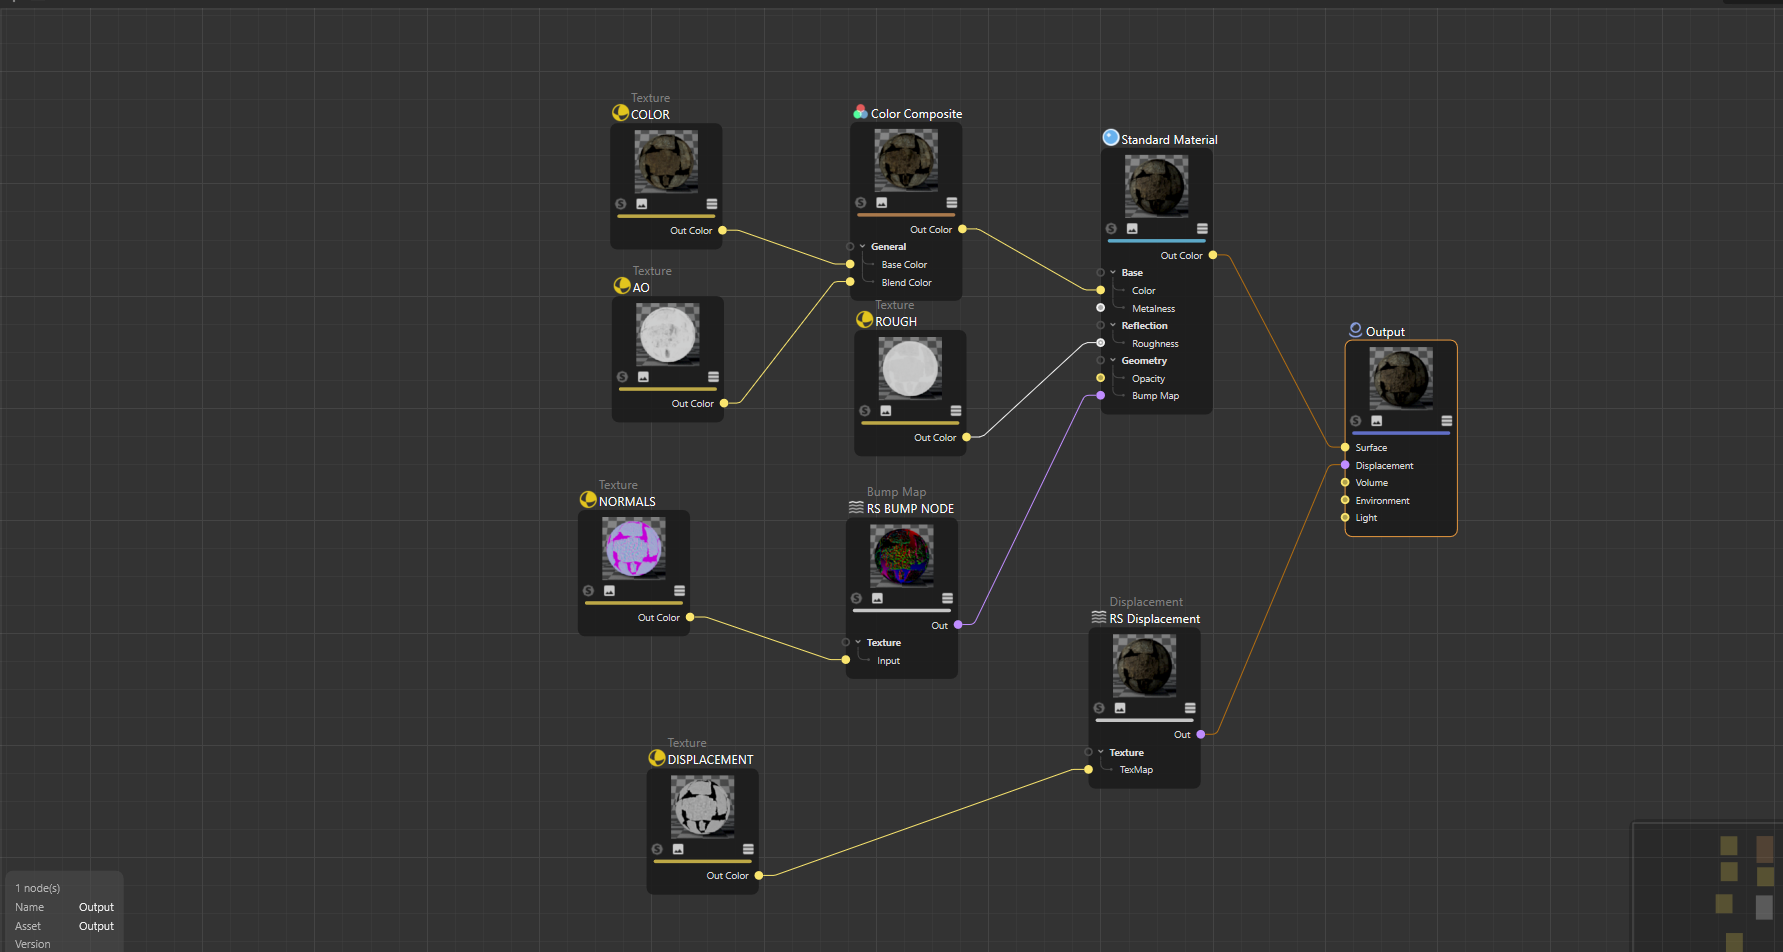 Texture
COLOR
Out Color
Color Composite
Out Color
General
Base Color
Blend Color
Texture
AO
Out Color
Texture
ROUGH
Out Color
Standard Material
Out Color
Base
Color
Metalness
Reflection
Roughness
Geometry
Opacity
Bump Map
Output
Surface
Displacement
Volume
Environment
Light
Texture
NORMALS
Out Color
Bump Map
RS BUMP NODE
Out
Texture
Input
Displacement
RS Displacement
Out
Texture
TexMap
Texture
DISPLACEMENT
Out Color
1 node(s)
Name Output
Asset Output
Version